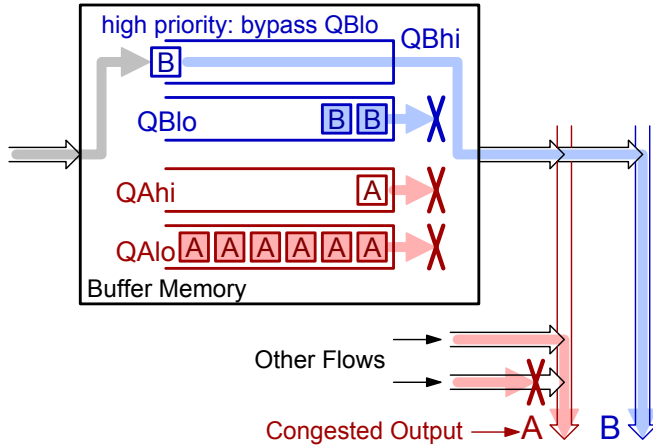 high priority: bypass QBlo
QBhi
B
QBlo
B B
QAhi
A
QAlo
A A A A A A
Buffer Memory
Other Flows
Congested Output
A
B